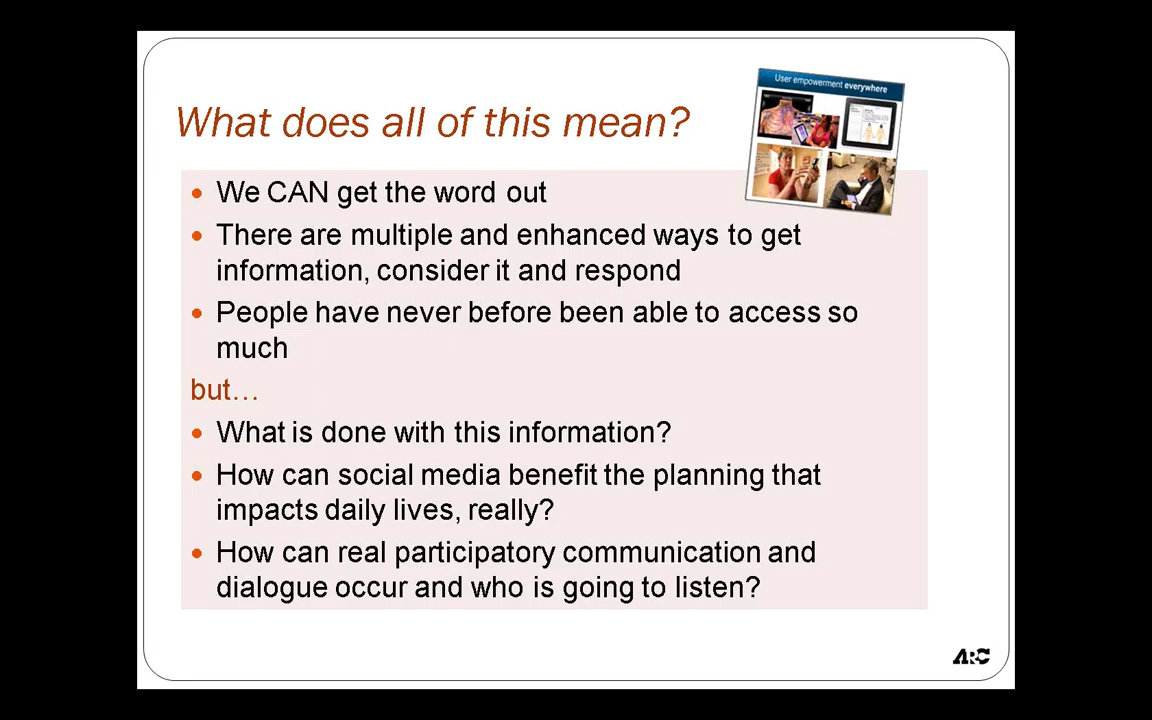 User empowerment everywhere
What does all of this mean?
We CAN get the word out
There are multiple and enhanced ways to get
information, consider it and respond
People have never before been able to access so
much
but…
What is done with this information?
How can social media benefit the planning that
impacts daily lives, really?
How can real participatory communication and
dialogue occur and who is going to listen?
ARC